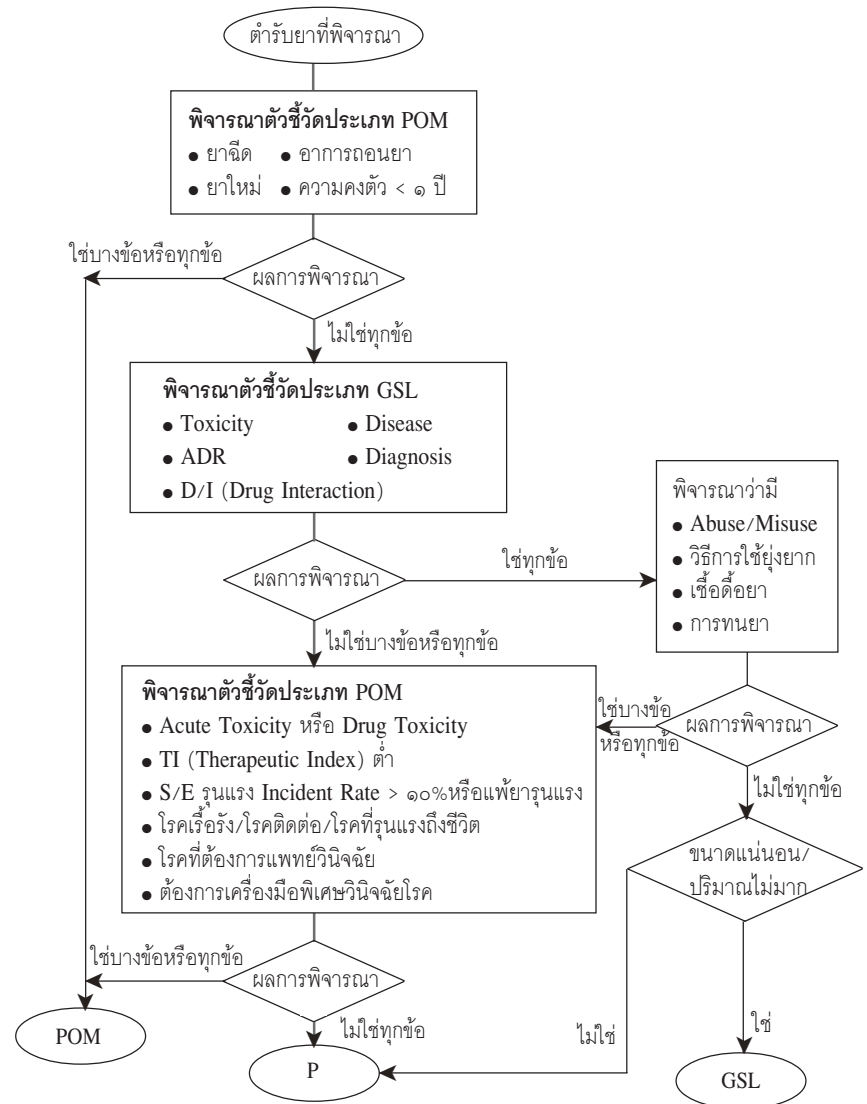 ตำรับยาที่พิจารณา
พิจารณาตัวชี้วัดประเภท POM
● ยาฉีด ● อาการถอนยา
● ยาใหม่ ● ความคงตัว < ๑ ปี
ใช่บางข้อหรือทุกข้อ
ผลการพิจารณา
ไม่ใช่ทุกข้อ
พิจารณาตัวชี้วัดประเภท GSL
● Toxicity ● Disease
● ADR ● Diagnosis
● D/I (Drug Interaction)
ผลการพิจารณา
ใช่ทุกข้อ
พิจารณาว่ามี
● Abuse/Misuse
● วิธีการใช้ยุ่งยาก
● เชื้อดื้อยา
● การทนยา
ไม่ใช่บางข้อหรือทุกข้อ
พิจารณาตัวชี้วัดประเภท POM
● Acute Toxicity หรือ Drug Toxicity
● TI (Therapeutic Index) ต่ำ
● S/E รุนแรง Incident Rate > ๑๐%หรือแพ้ยารุนแรง
● โรคเรื้อรัง/โรคติดต่อ/โรคที่รุนแรงถึงชีวิต
● โรคที่ต้องการแพทย์วินิจฉัย
● ต้องการเครื่องมือพิเศษวินิจฉัยโรค
ใช่บางข้อ
หรือทุกข้อ
ผลการพิจารณา
ไม่ใช่ทุกข้อ
ขนาดแน่นอน/
ปริมาณไม่มาก
ใช่บางข้อหรือทุกข้อ
ผลการพิจารณา
ไม่ใช่ทุกข้อ
ไม่ใช่
ใช่
POM
P
GSL